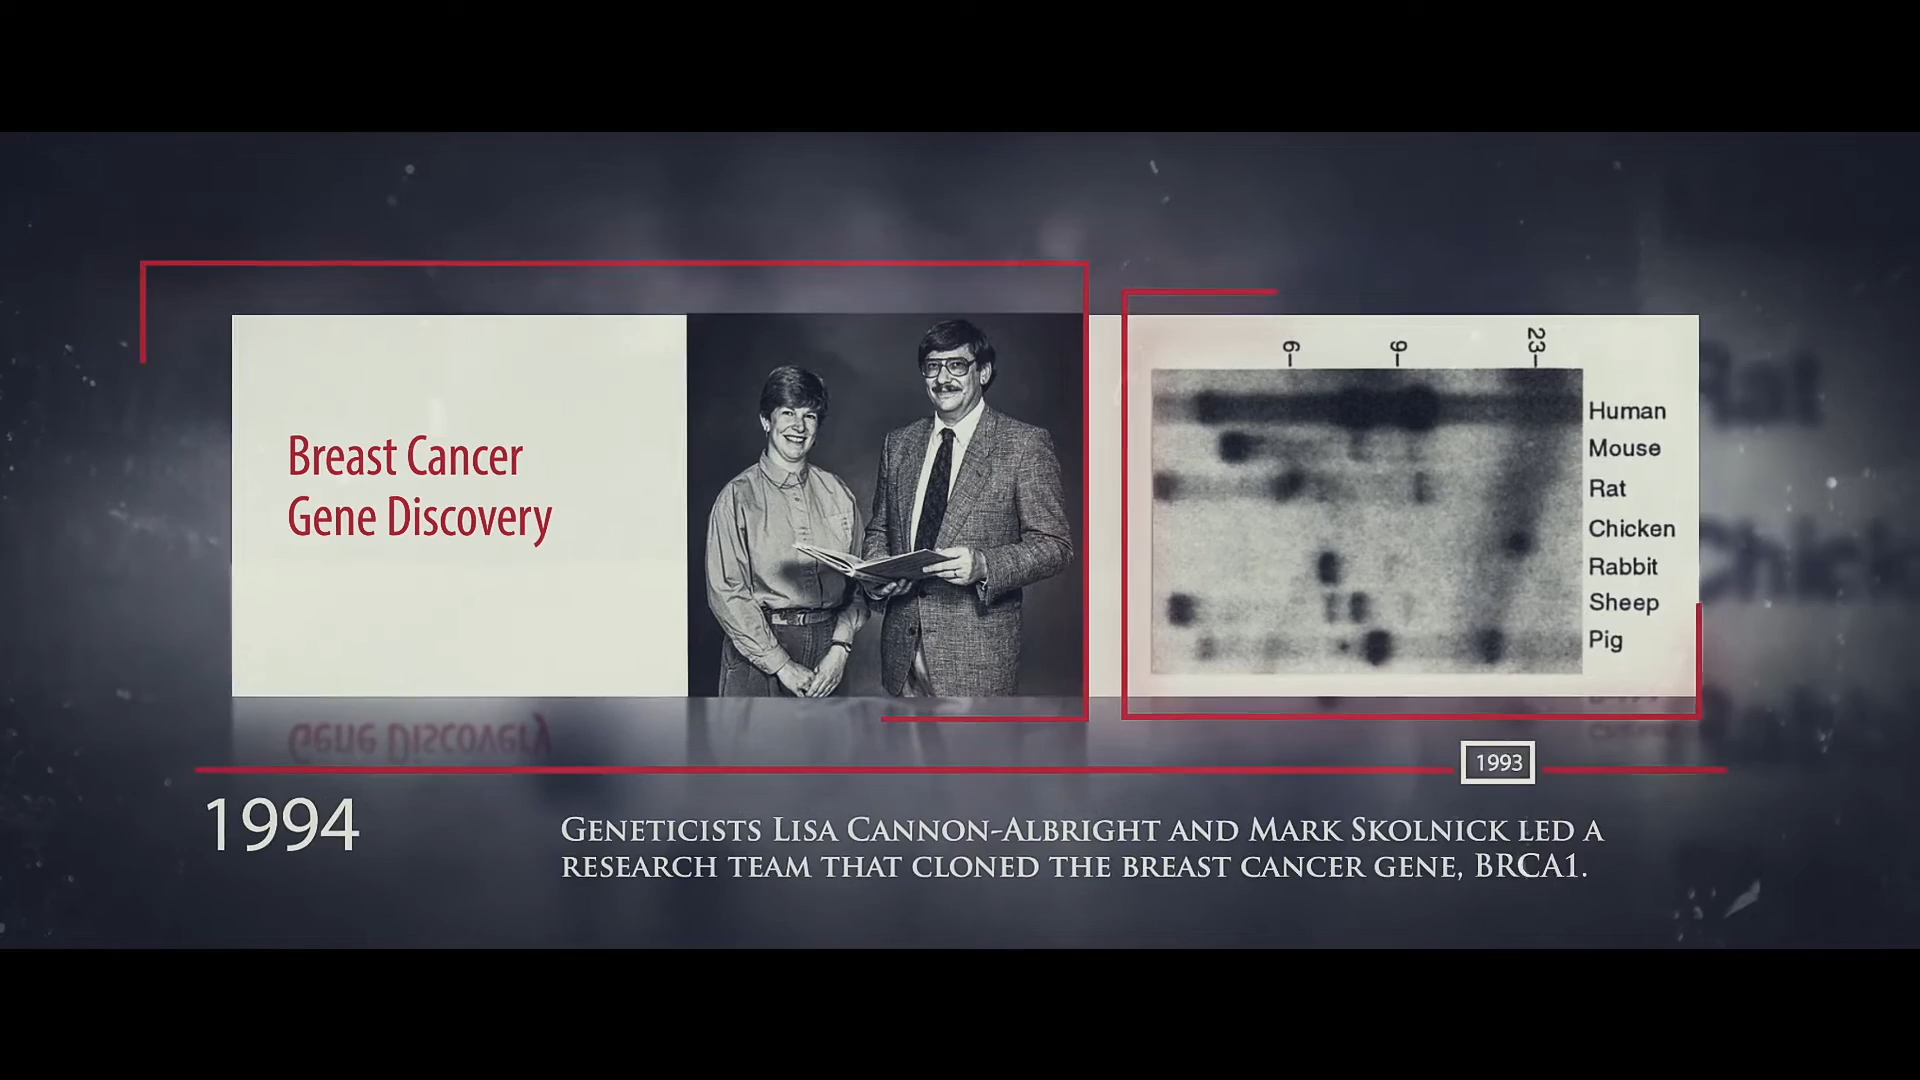 Breast Cancer
Gene Discovery
6-
9-
23-
Human
Mouse
Rat
Chicken
Rabbit
Sheep
Pig
1993
1994
GENETICISTS LISA CANNON-ALBRIGHT AND MARK SKOLNICK LED A
RESEARCH TEAM THAT CLONED THE BREAST CANCER GENE, BRCA1.